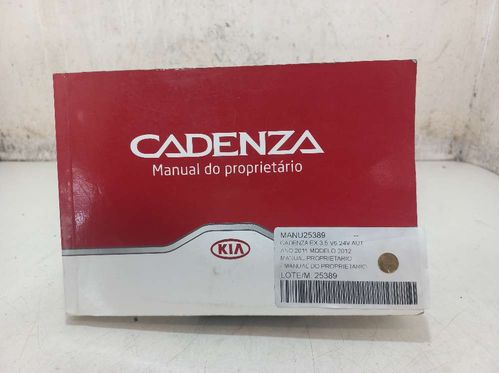 CADENZA
Manual do proprietário
KIA
MANU25389 --
CADENZA EX 3.5 V6 24V AUT
ANO 2011 MODELO 2012
MANUAL PROPRIETARIO
MANUAL DO PROPRIETARIO
LOTE/M: 25389